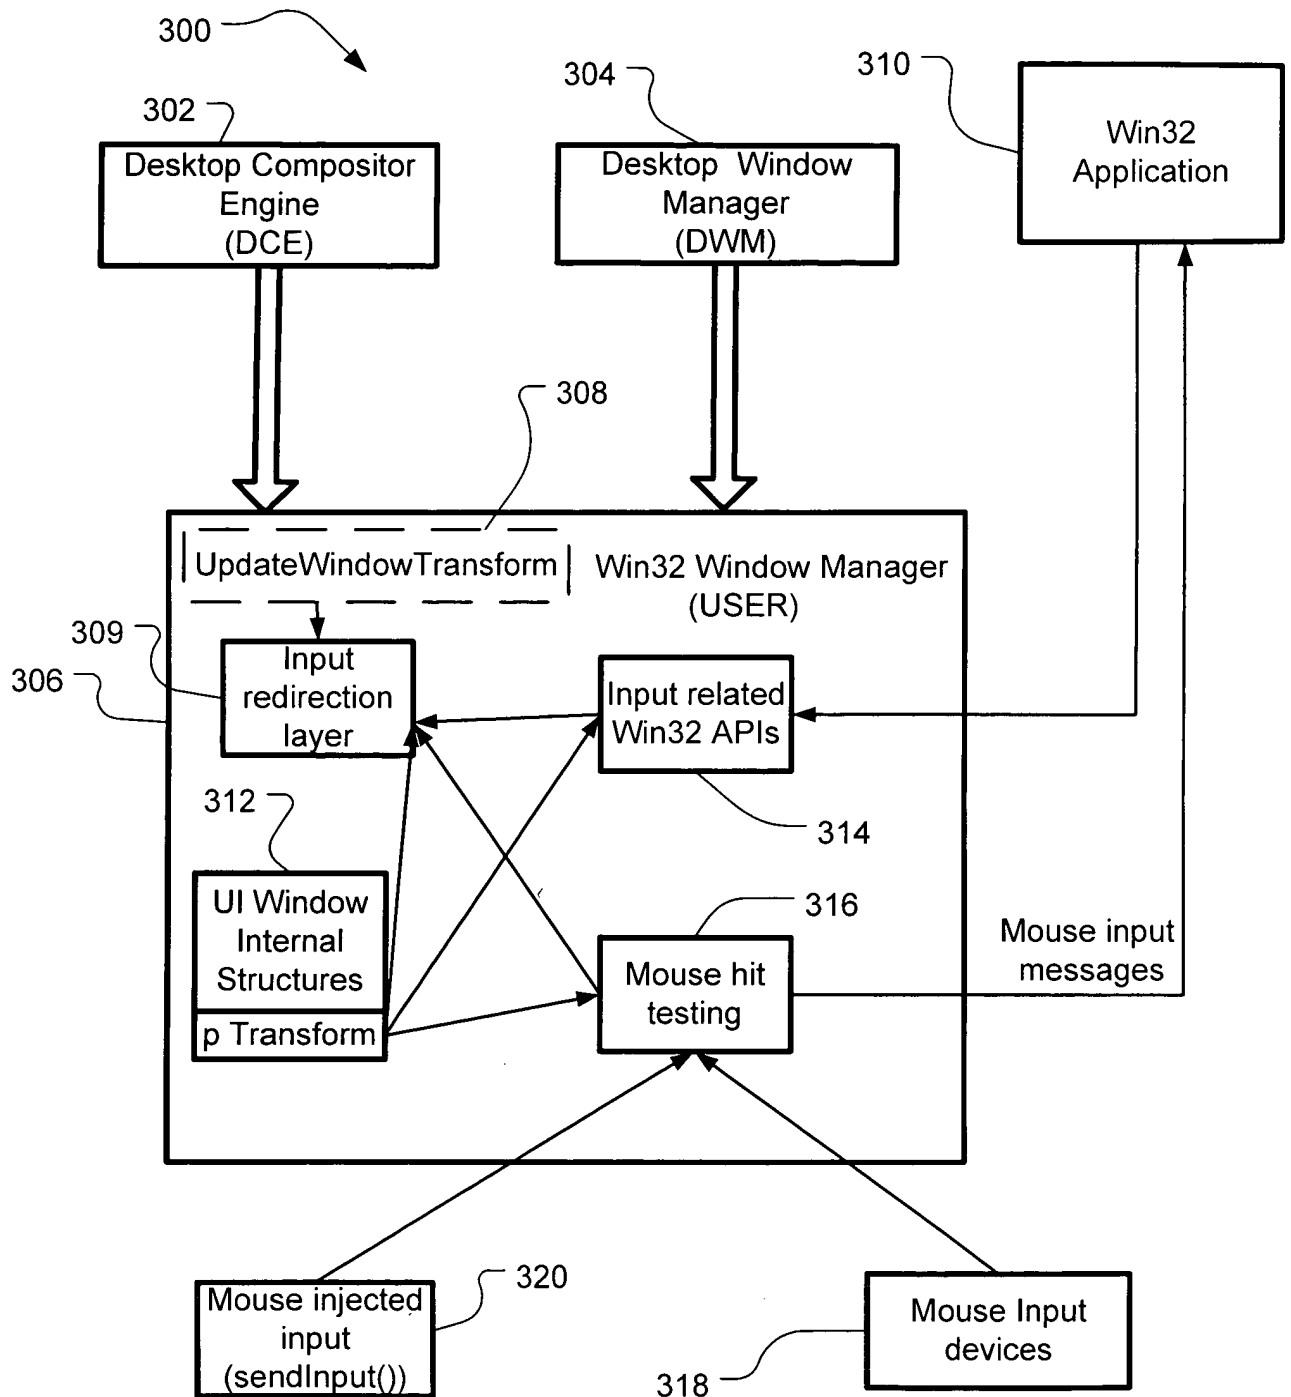 300
302
304
310
Desktop Compositor
Engine
(DCE)
Desktop Window
Manager
(DWM)
Win32
Application
308
UpdateWindowTransform
Win32 Window Manager
(USER)
309
306
Input
redirection
layer
Input related
Win32 APIs
312
314
UI Window
Internal
Structures
p Transform
316
Mouse hit
testing
Mouse input
messages
320
Mouse injected
input
(sendInput())
Mouse Input
devices
318